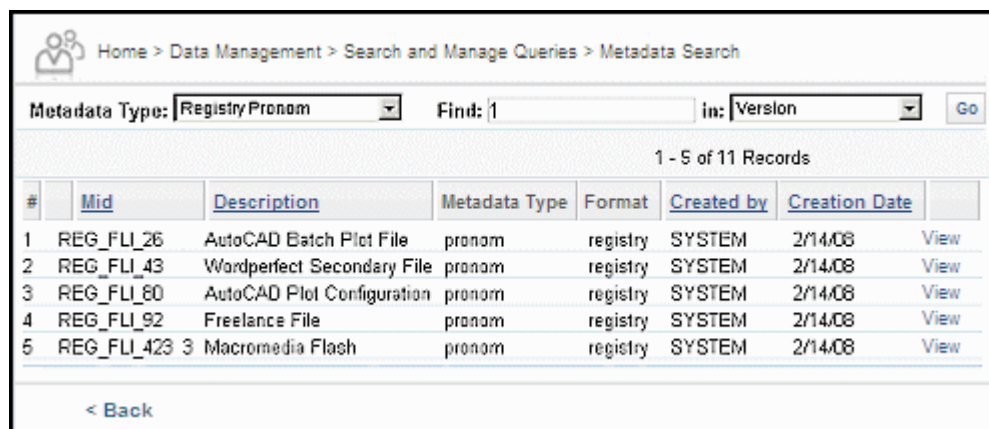 Home > Data Management > Search and Manage Queries > Metadata Search
Metadata Type: Registry Pronom Find: 1 in: Version Go
1 - 5 of 11 Records
# Mid Description Metadata Type Format Created by Creation Date
1 REG_FLI_26 AutoCAD Batch Plot File pronom registry SYSTEM 2/14/08 View
2 REG_FLI_43 Wordperfect Secondary File pronom registry SYSTEM 2/14/08 View
3 REG_FLI_80 AutoCAD Plot Configuration pronom registry SYSTEM 2/14/08 View
4 REG_FLI_92 Freelance File pronom registry SYSTEM 2/14/08 View
5 REG_FLI_423 3 Macromedia Flash pronom registry SYSTEM 2/14/08 View
< Back